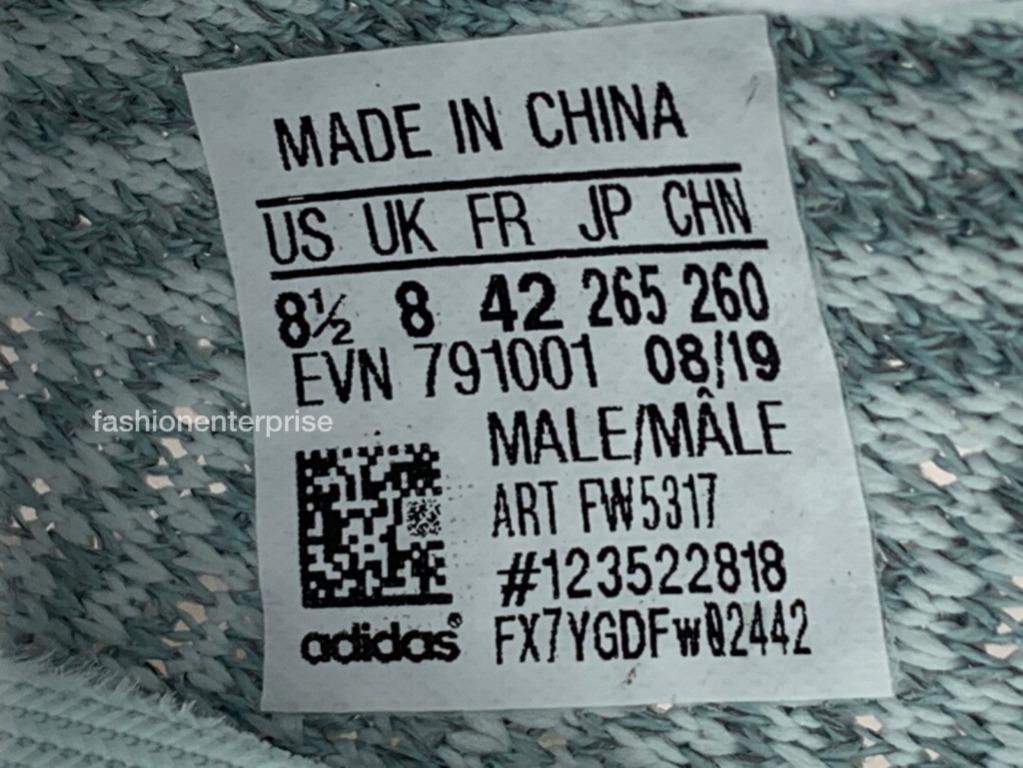 MADE IN CHINA
US UK FR JP CHN
8½ 8 42 265 260
EVN 791001 08/19
fashionenterprise
MALE/MÂLE
ART FW5317
#123522818
adidas® FX7YGDFwQ2442